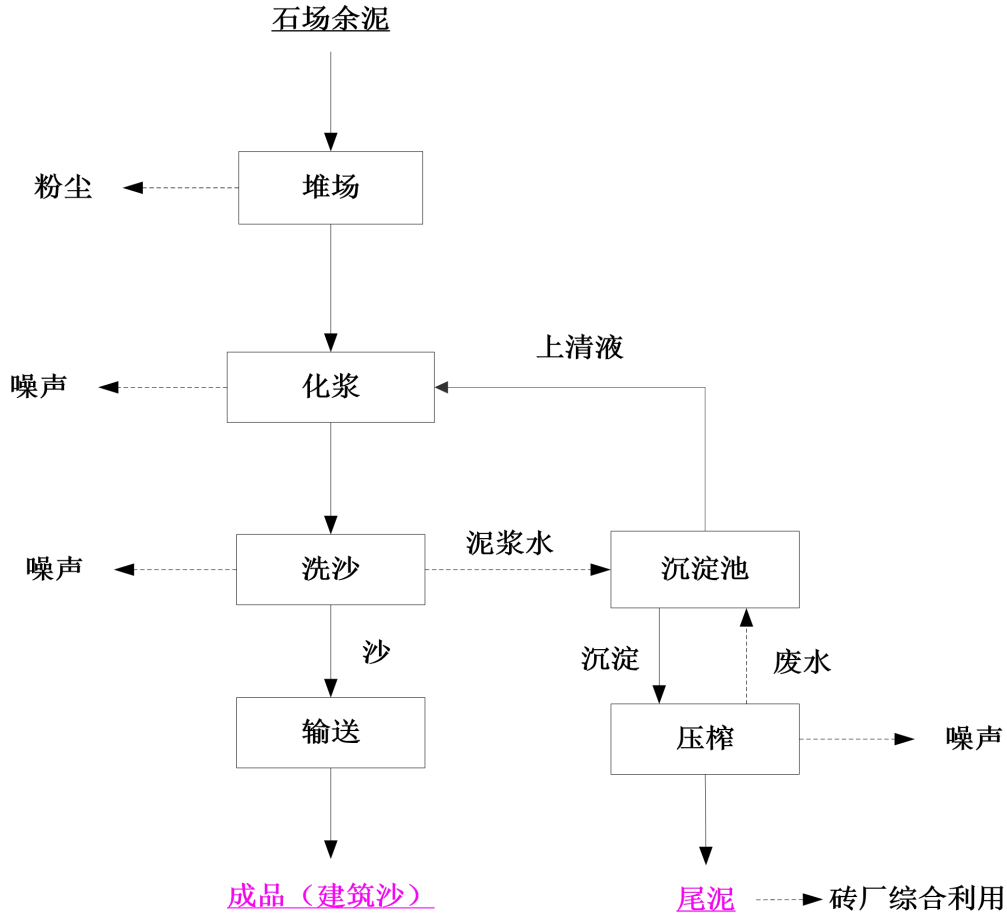 石场余泥
粉尘
堆场
上清液
噪声
化浆
泥浆水
噪声
洗沙
沉淀池
沙
沉淀
废水
输送
压榨
噪声
成品（建筑沙）
尾泥
砖厂综合利用